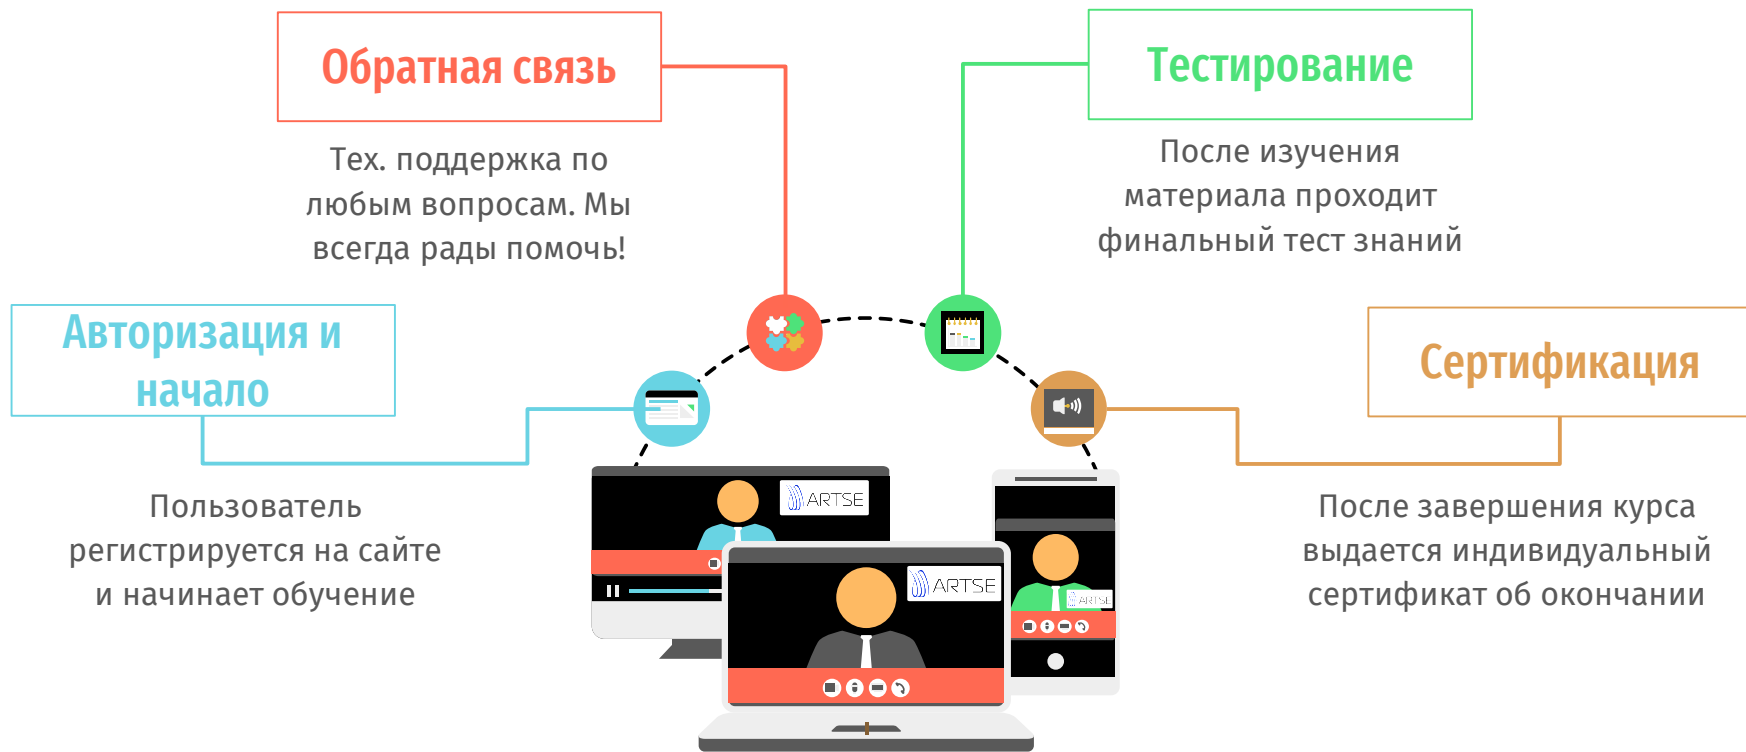 Обратная связь
Тех. поддержка по
любым вопросам. Мы
всегда рады помочь!
Тестирование
После изучения
материала проходит
финальный тест знаний
Авторизация и
начало
Пользователь
регистрируется на сайте
и начинает обучение
Сертификация
После завершения курса
выдается индивидуальный
сертификат об окончании
ARTSE
ARTSE
ARTSE